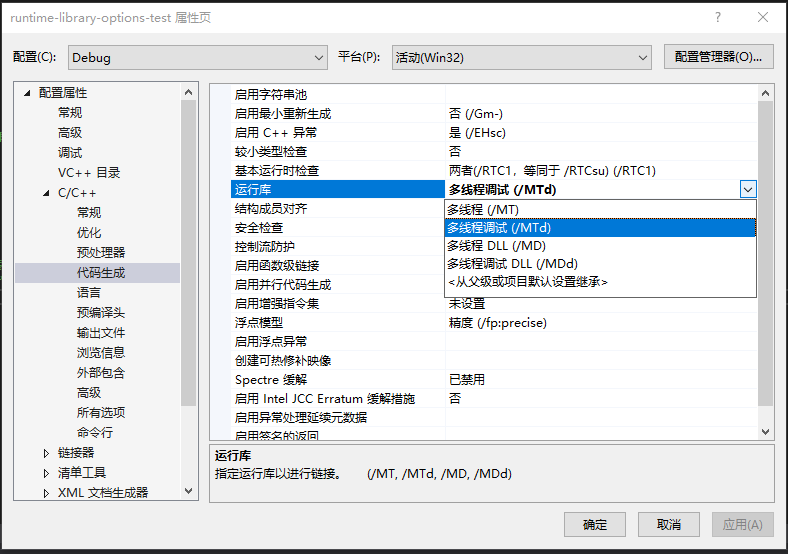 runtime-library-options-test 属性页
配置(C): Debug 平台(P): 活动(Win32) 配置管理器(O)...
配置属性
常规
高级
调试
VC++ 目录
C/C++
常规
优化
预处理器
代码生成
语言
预编译头
输出文件
浏览信息
外部包含
高级
所有选项
命令行
链接器
清单工具
XML 文档生成器
启用字符串池
启用最小重新生成 否 (/Gm-)
启用 C++ 异常 是 (/EHsc)
较小类型检查 否
基本运行时检查 两者(/RTC1，等同于 /RTCsu) (/RTC1)
运行库 多线程调试 (/MTd)
结构成员对齐
安全检查
控制流防护
启用函数级链接
启用并行代码生成
启用增强指令集 未设置
浮点模型 精度 (/fp:precise)
启用浮点异常
创建可热修补映像
Spectre 缓解 已禁用
启用 Intel JCC Erratum 缓解措施 否
启用异常处理延续元数据
启用签名的返回
多线程 (/MT)
多线程调试 (/MTd)
多线程 DLL (/MD)
多线程调试 DLL (/MDd)
<从父级或项目默认设置继承>
运行库
指定运行库以进行链接。 (/MT, /MTd, /MD, /MDd)
确定 取消 应用(A)